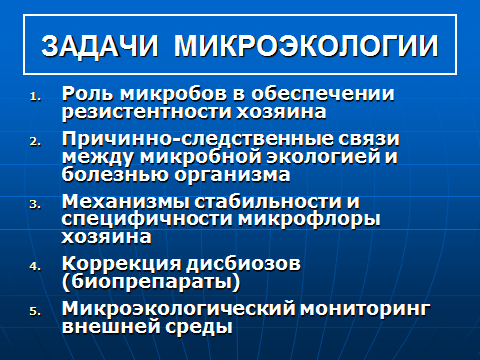 ЗАДАЧИ МИКРОЭКОЛОГИИ
1. Роль микробов в обеспечении
резистентности хозяина
2. Причинно-следственные связи
между микробной экологией и
болезнью организма
3. Механизмы стабильности и
специфичности микрофлоры
хозяина
4. Коррекция дисбиозов
(биопрепараты)
5. Микроэкологический мониторинг
внешней среды